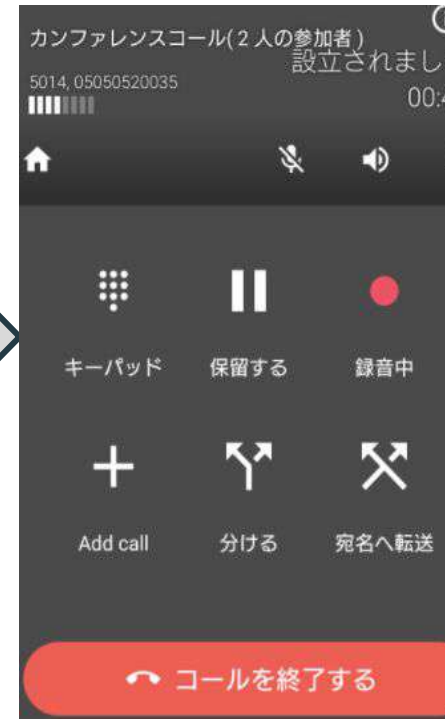 カンファレンスコール(2人の参加者)
設立されまし
5014, 05050520035
00:4
キーパッド
保留する
録音中
Add call
分ける
宛名へ転送
コールを終了する